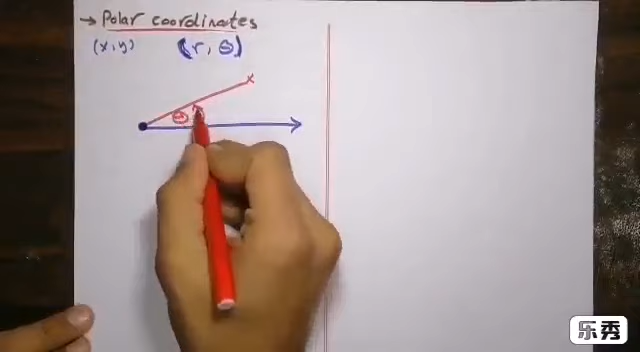 → Polar coordinates
(x,y) (r, θ)
x
θ
乐秀